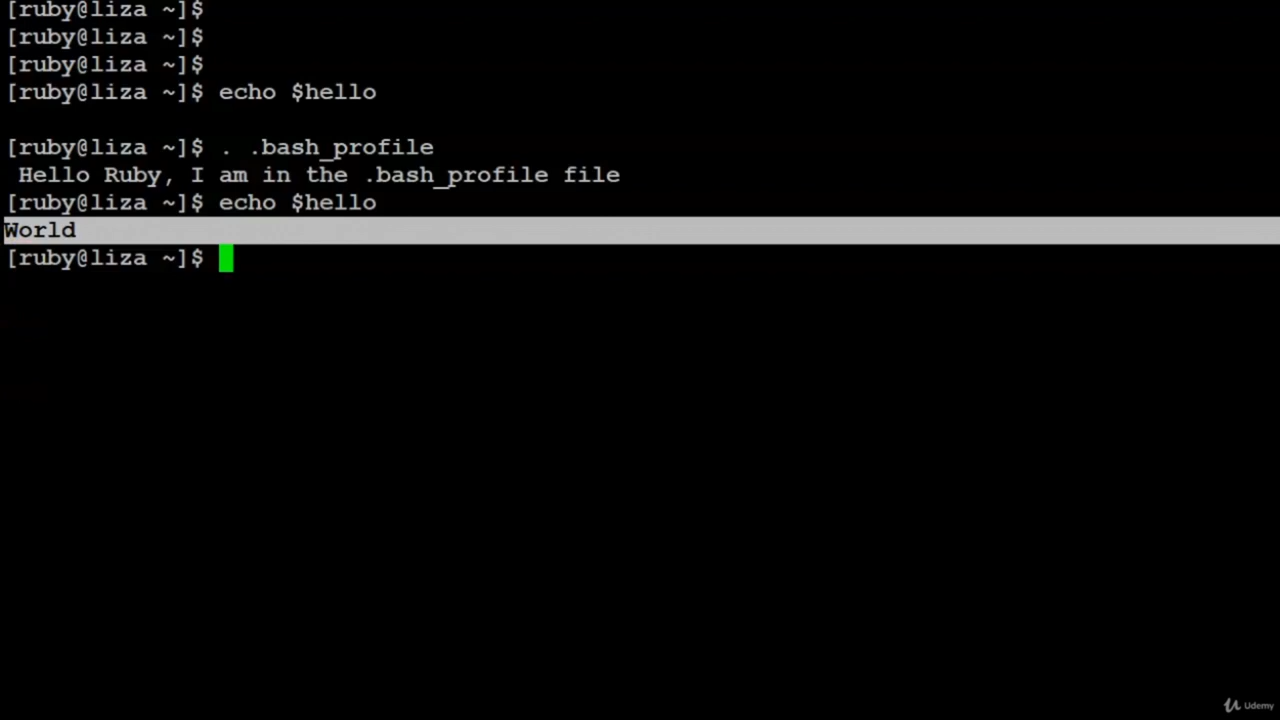 [ruby@liza ~]$
[ruby@liza ~]$
[ruby@liza ~]$
[ruby@liza ~]$ echo $hello
[ruby@liza ~]$ . .bash_profile
 Hello Ruby, I am in the .bash_profile file
[ruby@liza ~]$ echo $hello
World
[ruby@liza ~]$
Udemy